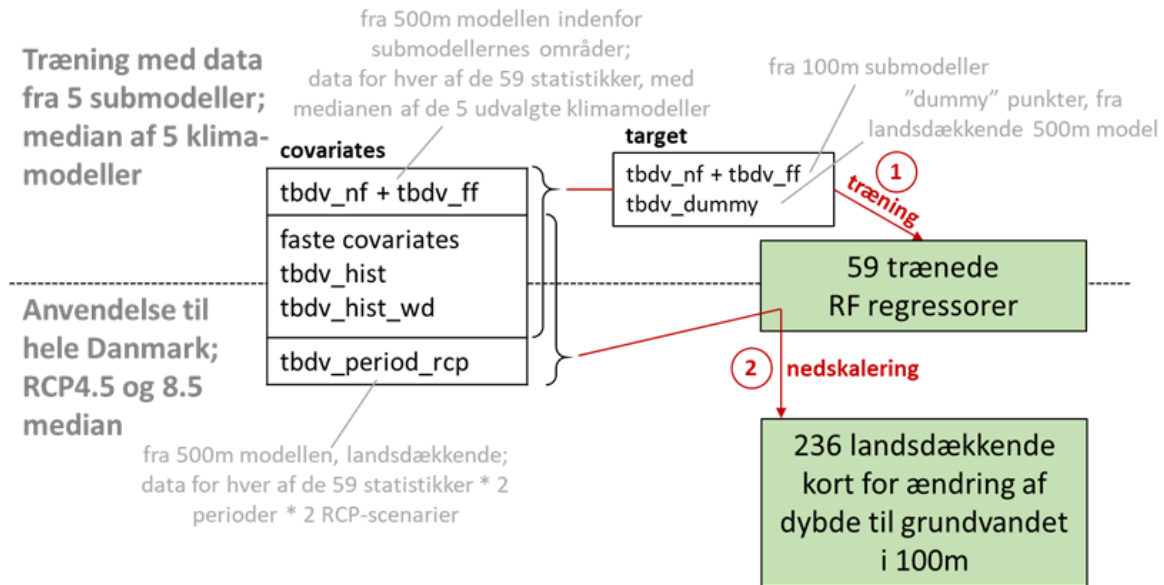 Træning med data
fra 5 submodeller;
median af 5 klima-
modeller
fra 500m modellen indenfor
submodellernes områder;
data for hver af de 59 statistikker, med
medianen af de 5 udvalgte klimamodeller
fra 100m submodeller
”dummy” punkter, fra
landsdækkende 500m model
covariates
tbdv_nf + tbdv_ff
faste covariates
tbdv_hist
tbdv_hist_wd
tbdv_period_rcp
target
tbdv_nf + tbdv_ff
tbdv_dummy
1
træning
59 trænede
RF regressorer
Anvendelse til
hele Danmark;
RCP4.5 og 8.5
median
2
nedskalering
fra 500m modellen, landsdækkende;
data for hver af de 59 statistikker * 2
perioder * 2 RCP-scenarier
236 landsdækkende
kort for ændring af
dybde til grundvandet
i 100m